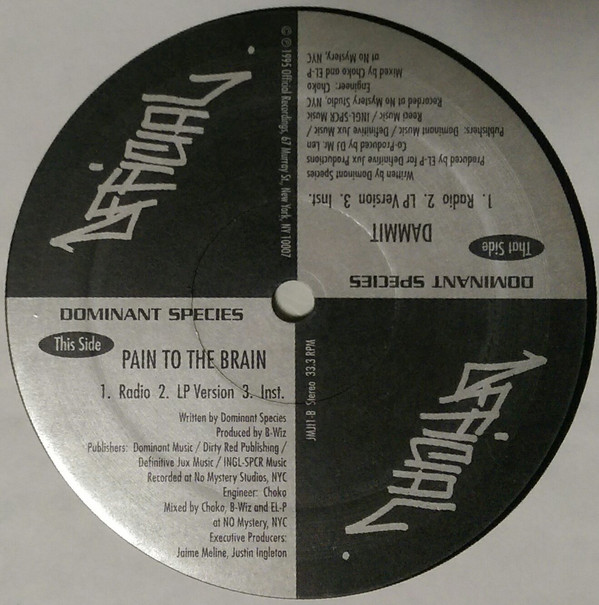 OFFICIAL
℗ © 1995 Official Recordings, 67 Murray St., New York, NY 10007
DOMINANT SPECIES
This Side
PAIN TO THE BRAIN
1. Radio 2. LP Version 3. Inst.
Written by Dominant Species
Produced by B-Wiz
Publishers: Dominant Music / Dirty Red Publishing /
Definitive Jux Music / INGL-SPCR Music
Recorded at No Mystery Studios, NYC
Engineer: Choko
Mixed by Choko, B-Wiz and EL-P
at NO Mystery, NYC
Executive Producers:
Jaime Meline, Justin Ingleton
JMJI1-B Stereo 33.3 RPM
OFFICIAL
DOMINANT SPECIES
That Side
DAMMIT
1. Radio 2. LP Version 3. Inst.
Written by Dominant Species
Produced by EL-P for Definitive Jux Productions
Co-Produced by DJ Mr. Len
Publishers: Dominant Music / Definitive Jux Music /
Reeci Music / INGL-SPCR Music
Recorded at No Mystery Studio, NYC
Engineer: Choko
Mixed by Choko and EL-P
at No Mystery, NYC